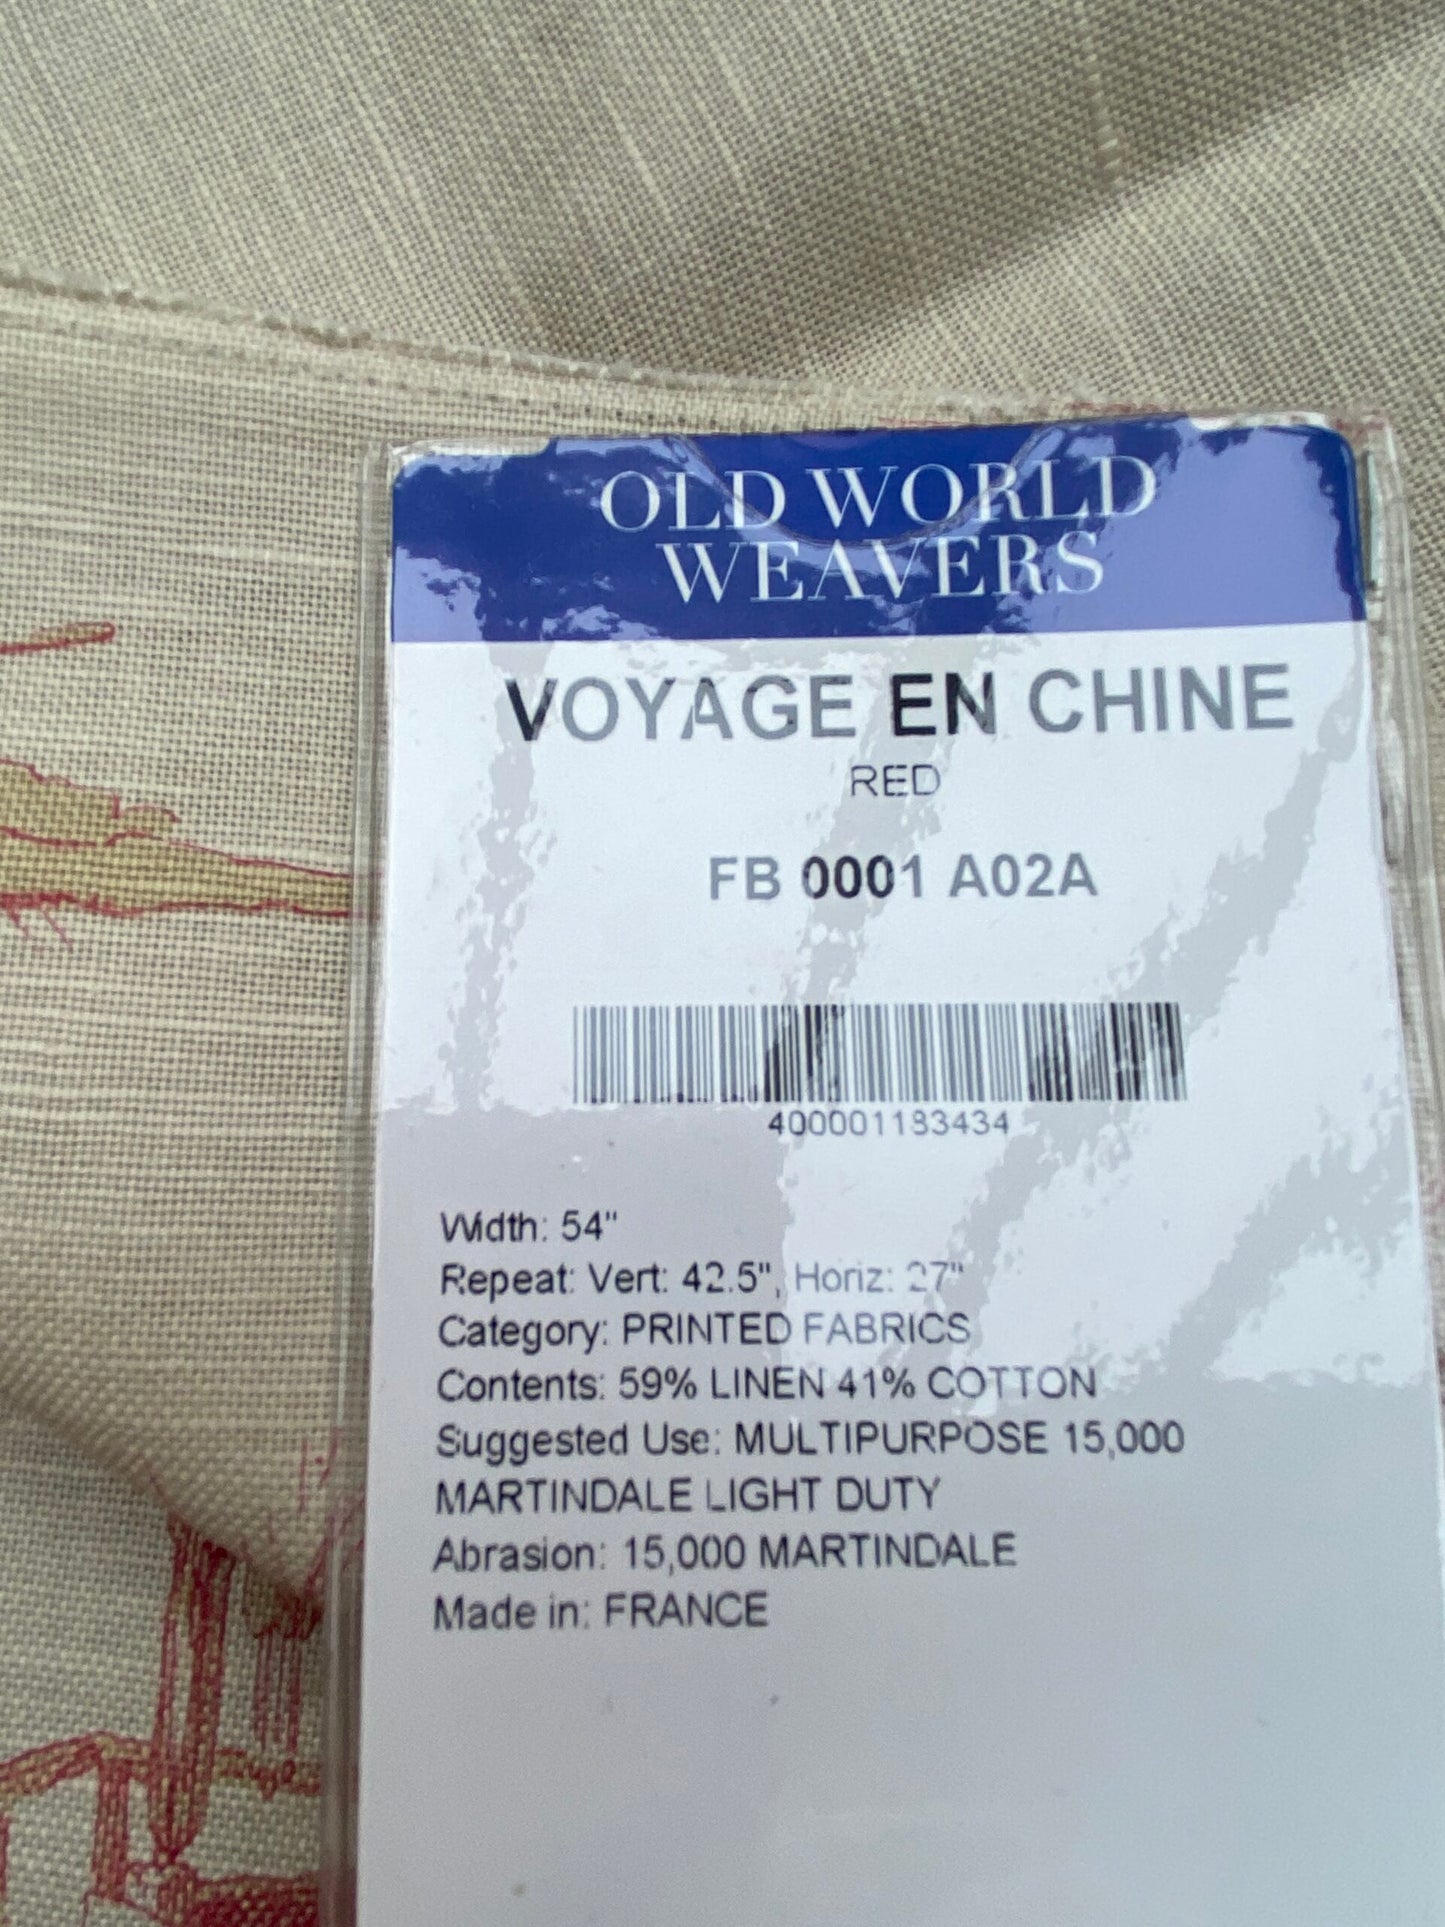 OLD WORLD
WEAVERS
VOYAGE EN CHINE
RED
FB 0001 A02A
400001183434
Width: 54"
Repeat: Vert: 42.5", Horiz: 27"
Category: PRINTED FABRICS
Contents: 59% LINEN 41% COTTON
Suggested Use: MULTIPURPOSE 15,000
MARTINDALE LIGHT DUTY
Abrasion: 15,000 MARTINDALE
Made in: FRANCE